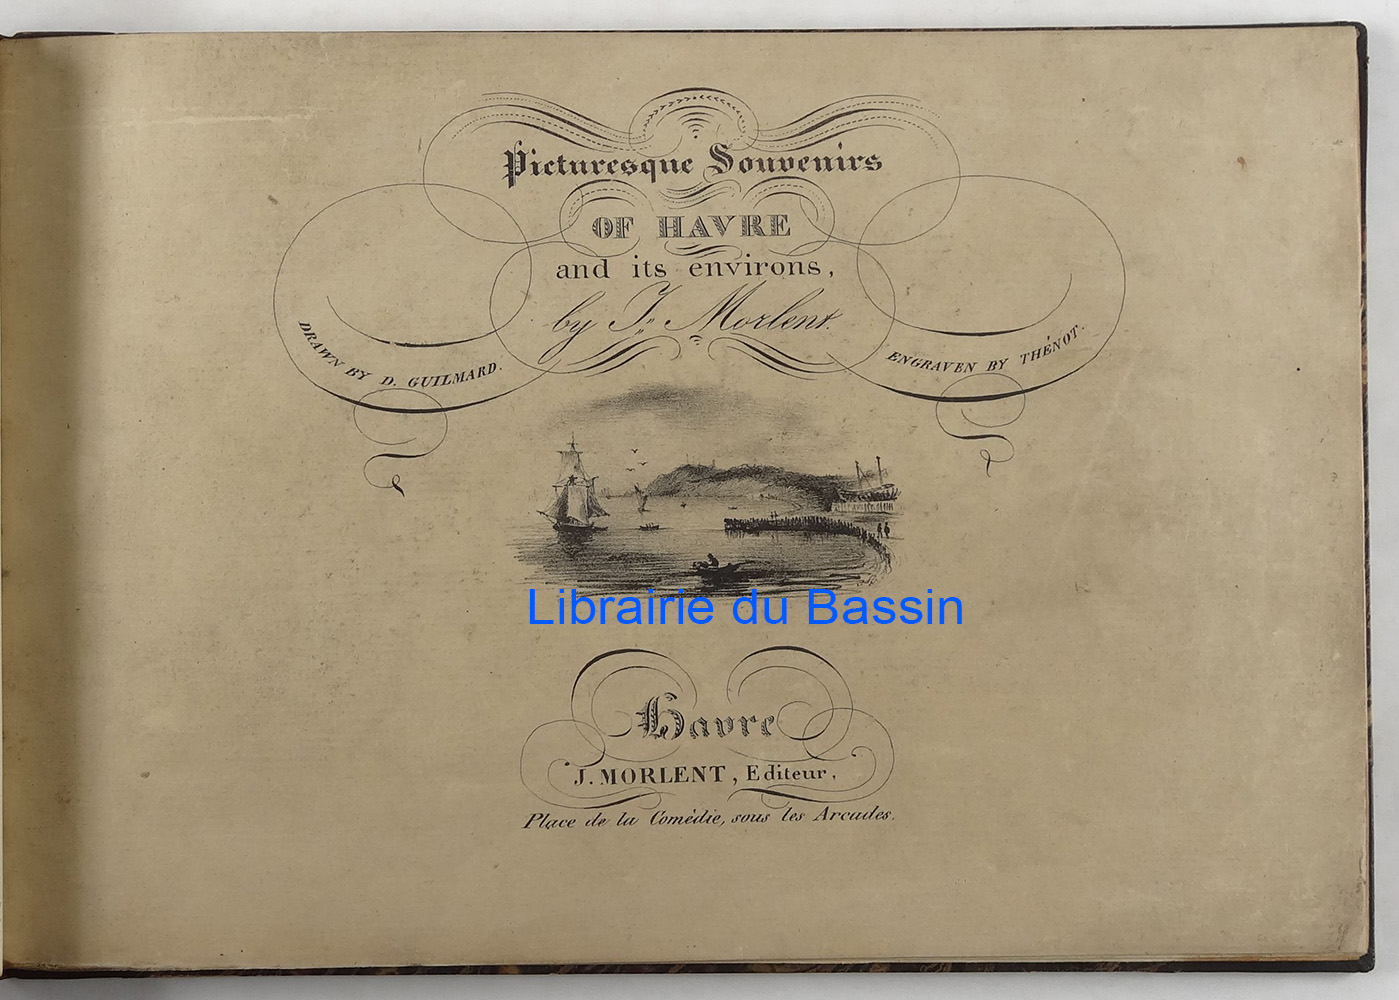 Picturesque Souvenirs
OF HAVRE
and its environs,
by J. Morlent.
DRAWN BY D. GUILMARD.
ENGRAVEN BY THÉNOT.
Librairie du Bassin
Havre
J. MORLENT, Editeur,
Place de la Comédie, sous les Arcades.